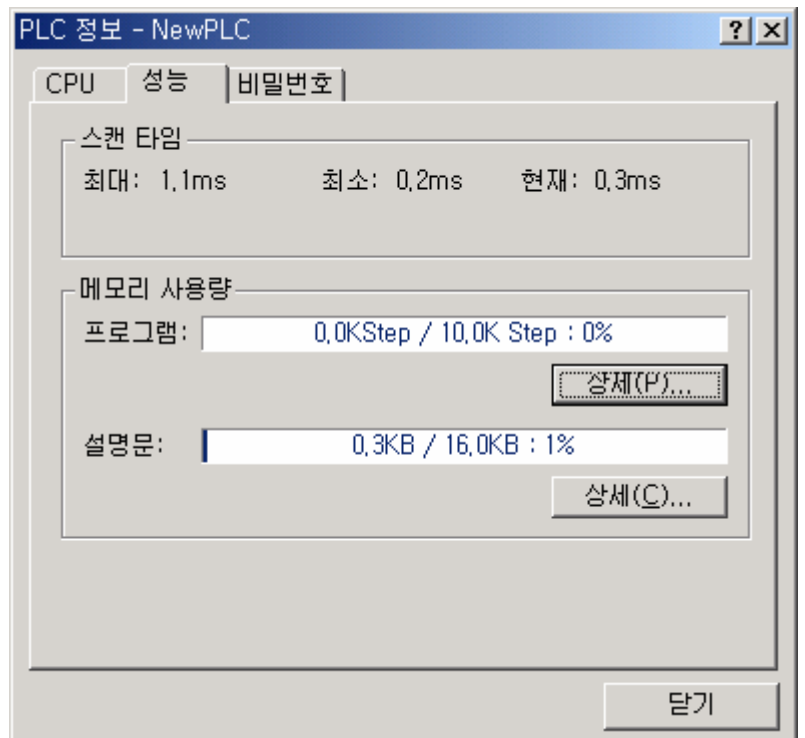 PLC 정보 - NewPLC
CPU 성능 비밀번호
스캔 타임
최대: 1.1ms 최소: 0.2ms 현재: 0.3ms
메모리 사용량
프로그램: 0.0KStep / 10.0K Step : 0%
상세(P)...
설명문: 0.3KB / 16.0KB : 1%
상세(C)...
닫기